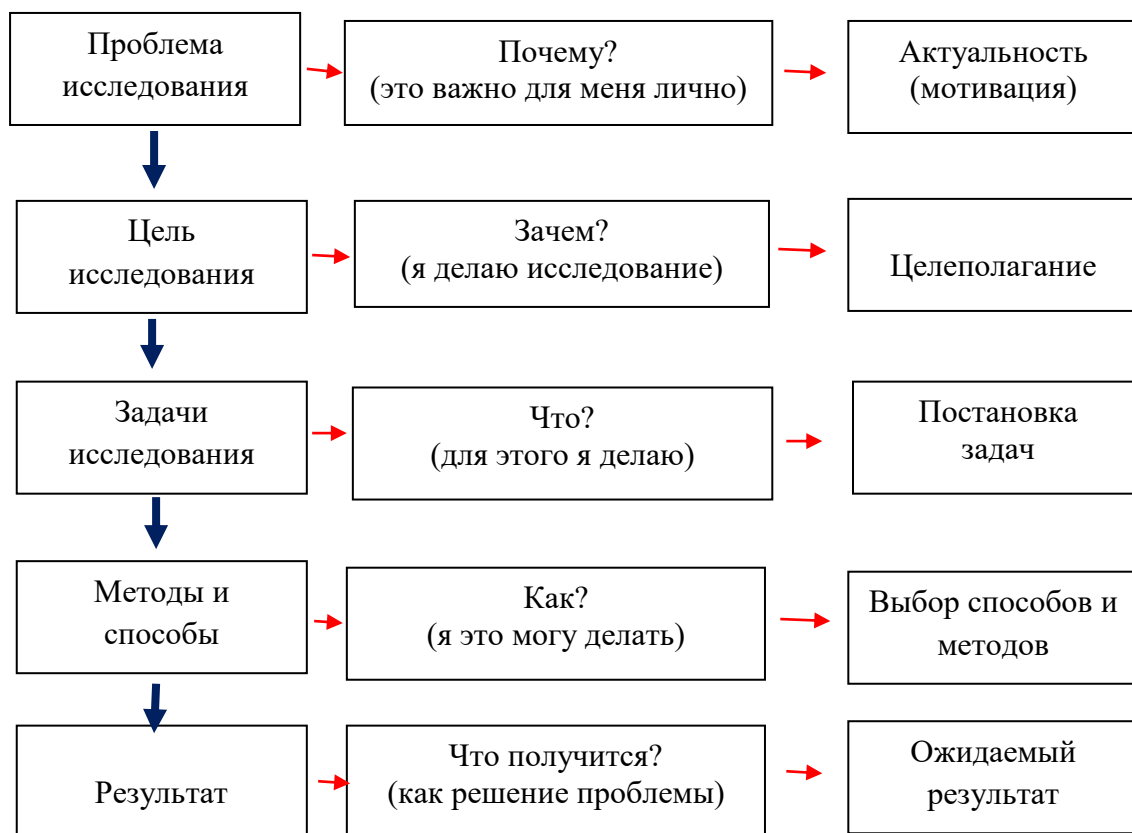 Проблема
исследования
Почему?
(это важно для меня лично)
Актуальность
(мотивация)
Цель
исследования
Зачем?
(я делаю исследование)
Целеполагание
Задачи
исследования
Что?
(для этого я делаю)
Постановка
задач
Методы и
способы
Как?
(я это могу делать)
Выбор способов и
методов
Результат
Что получится?
(как решение проблемы)
Ожидаемый
результат